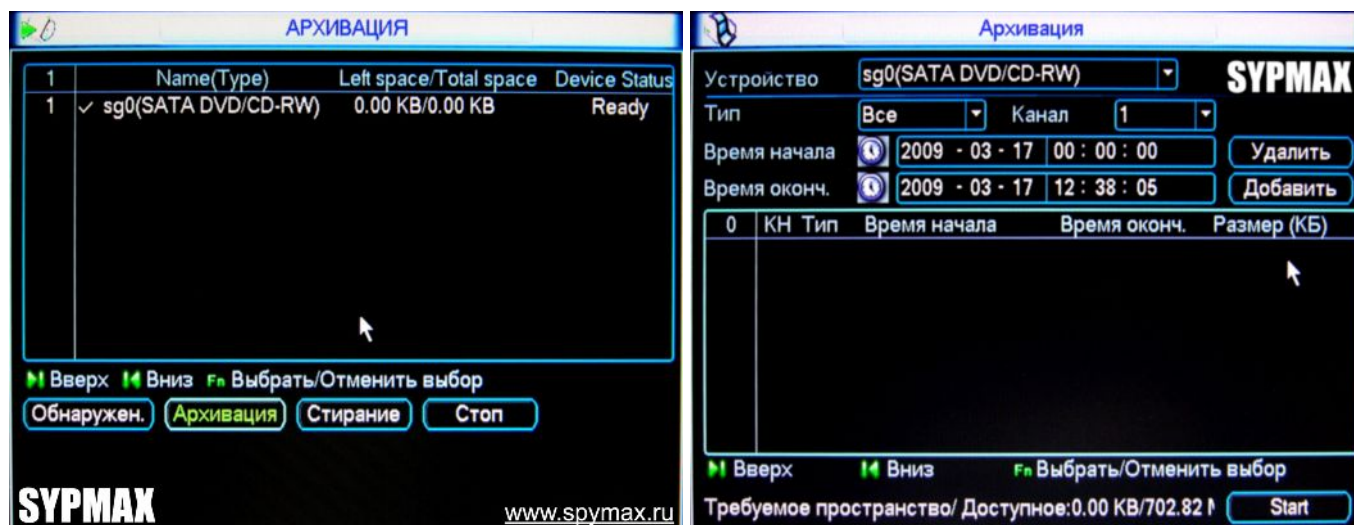 АРХИВАЦИЯ
1 Name(Type) Left space/Total space Device Status
1 sg0(SATA DVD/CD-RW) 0.00 KB/0.00 KB Ready
Вверх Вниз Fn Выбрать/Отменить выбор
Обнаружен. Архивация Стирание Стоп
SYPMAX www.spymax.ru
Архивация
Устройство sg0(SATA DVD/CD-RW) SYPMAX
Тип Все Канал 1
Время начала 2009 - 03 - 17 00 : 00 : 00 Удалить
Время оконч. 2009 - 03 - 17 12 : 38 : 05 Добавить
0 КН Тип Время начала Время оконч. Размер (КБ)
Вверх Вниз Fn Выбрать/Отменить выбор
Требуемое пространство/ Доступное:0.00 KB/702.82 Start